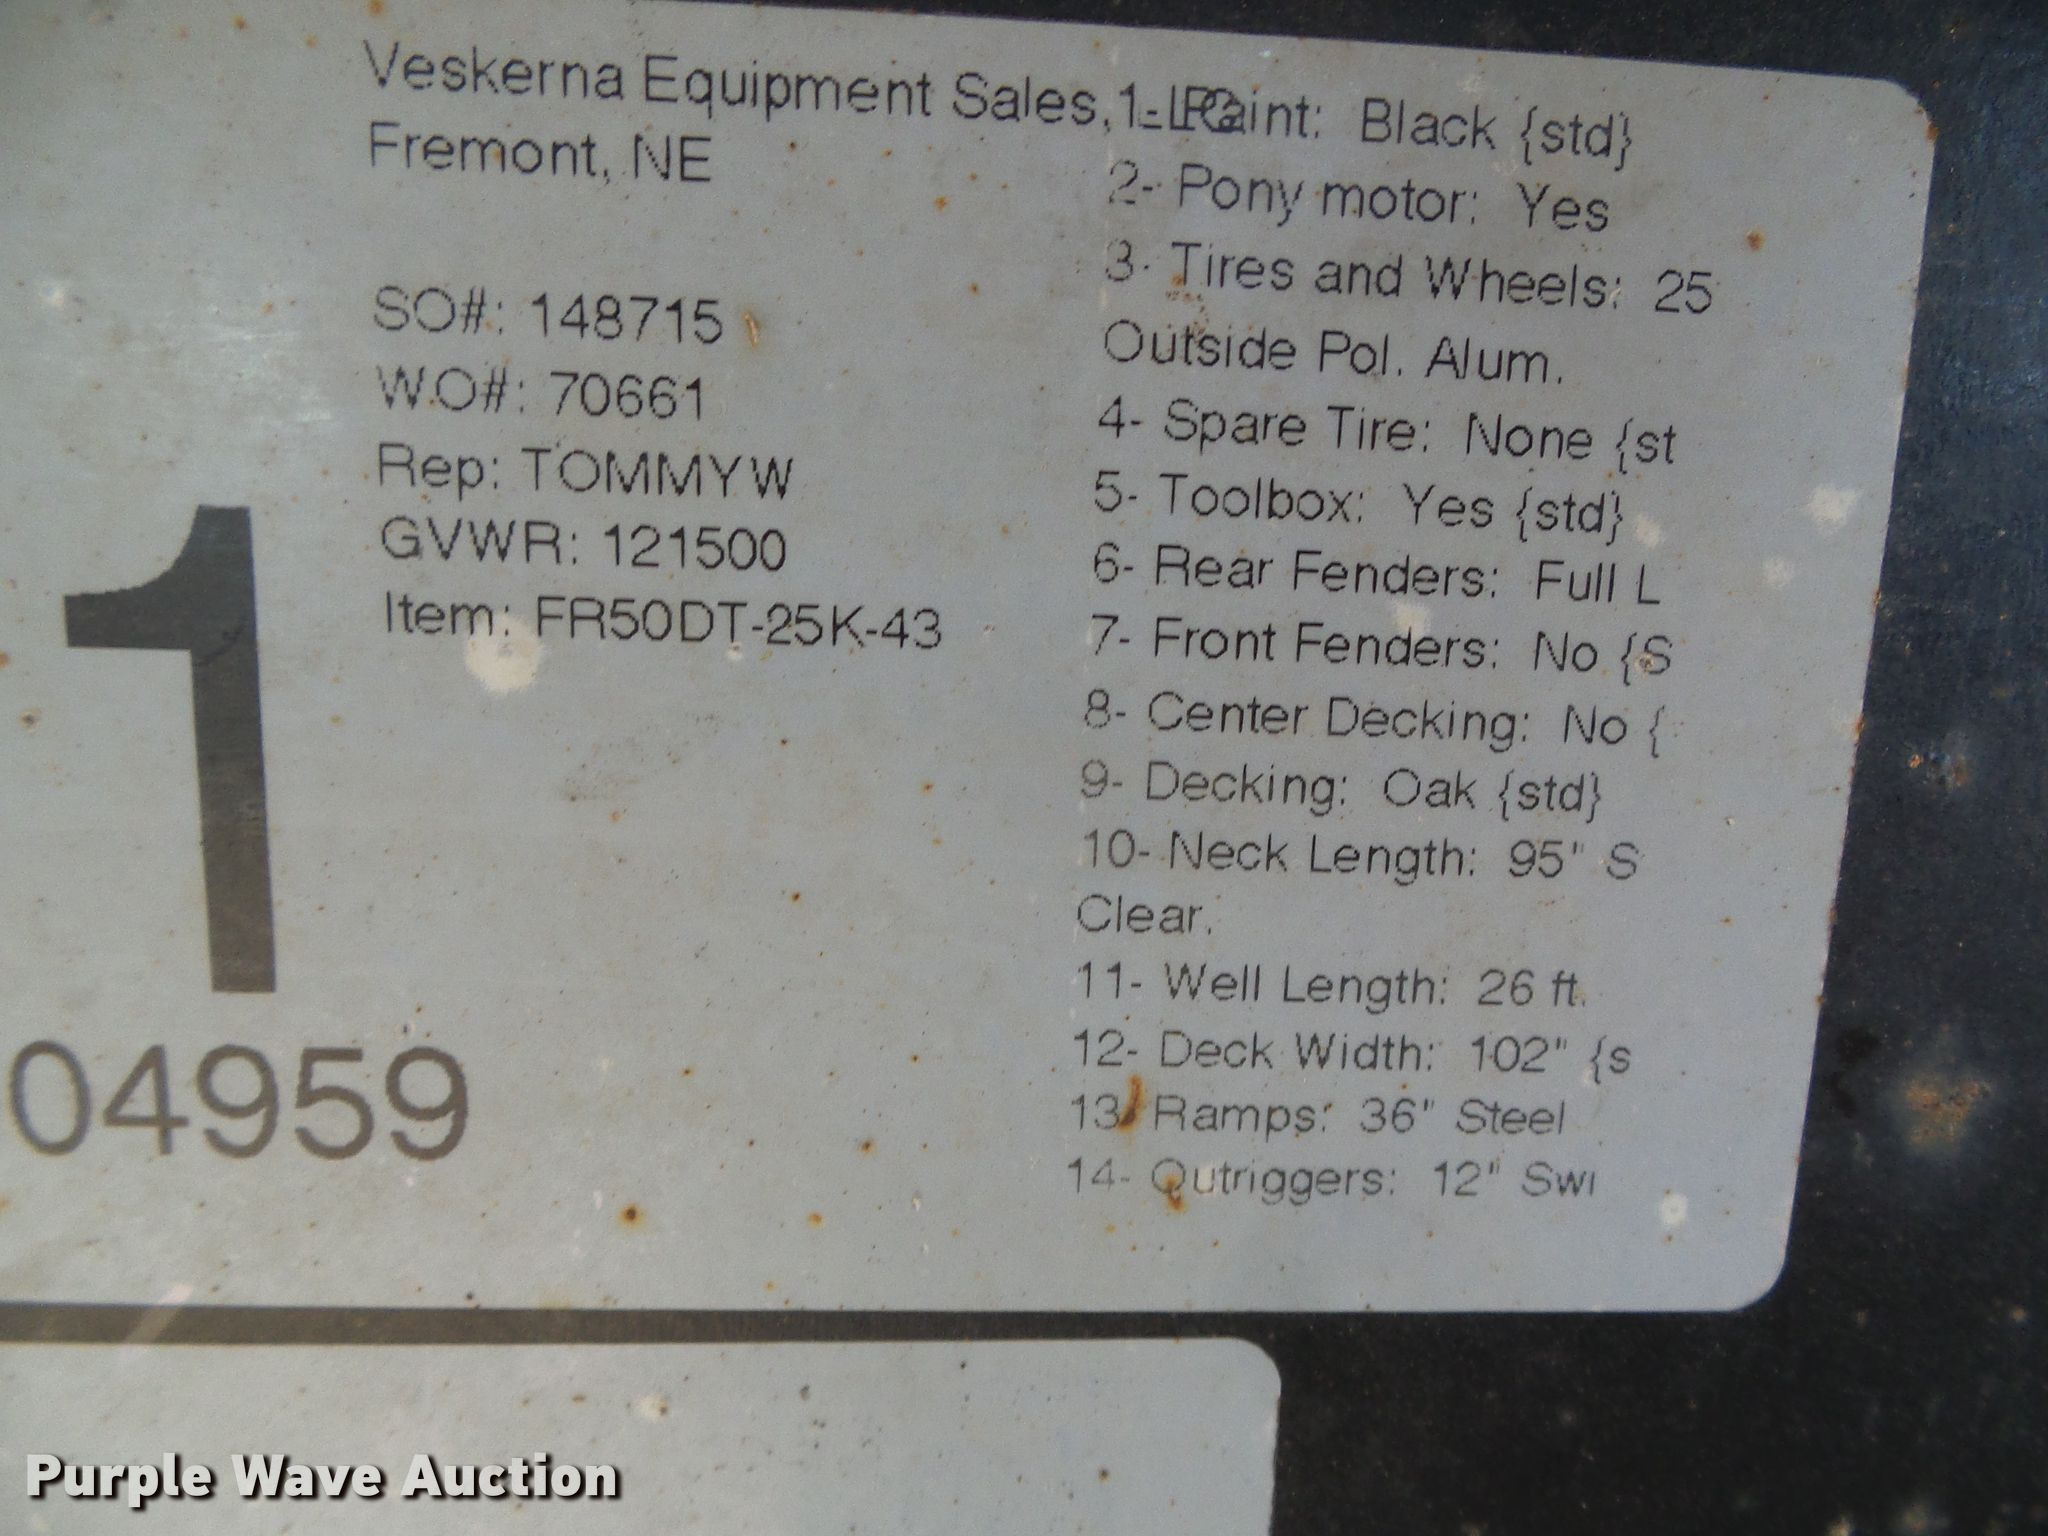 Veskerna Equipment Sales, LLC
Fremont, NE
SO#: 148715
W.O#: 70661
Rep: TOMMYW
GVWR: 121500
Item: FR50DT-25K-43
1
04959
1- Paint: Black {std}
2- Pony motor: Yes
3- Tires and Wheels: 25
Outside Pol. Alum.
4- Spare Tire: None {st
5- Toolbox: Yes {std}
6- Rear Fenders: Full L
7- Front Fenders: No {S
8- Center Decking: No {
9- Decking: Oak {std}
10- Neck Length: 95" S
Clear.
11- Well Length: 26 ft.
12- Deck Width: 102" {s
13- Ramps: 36" Steel
14- Outriggers: 12" Swi
Purple Wave Auction